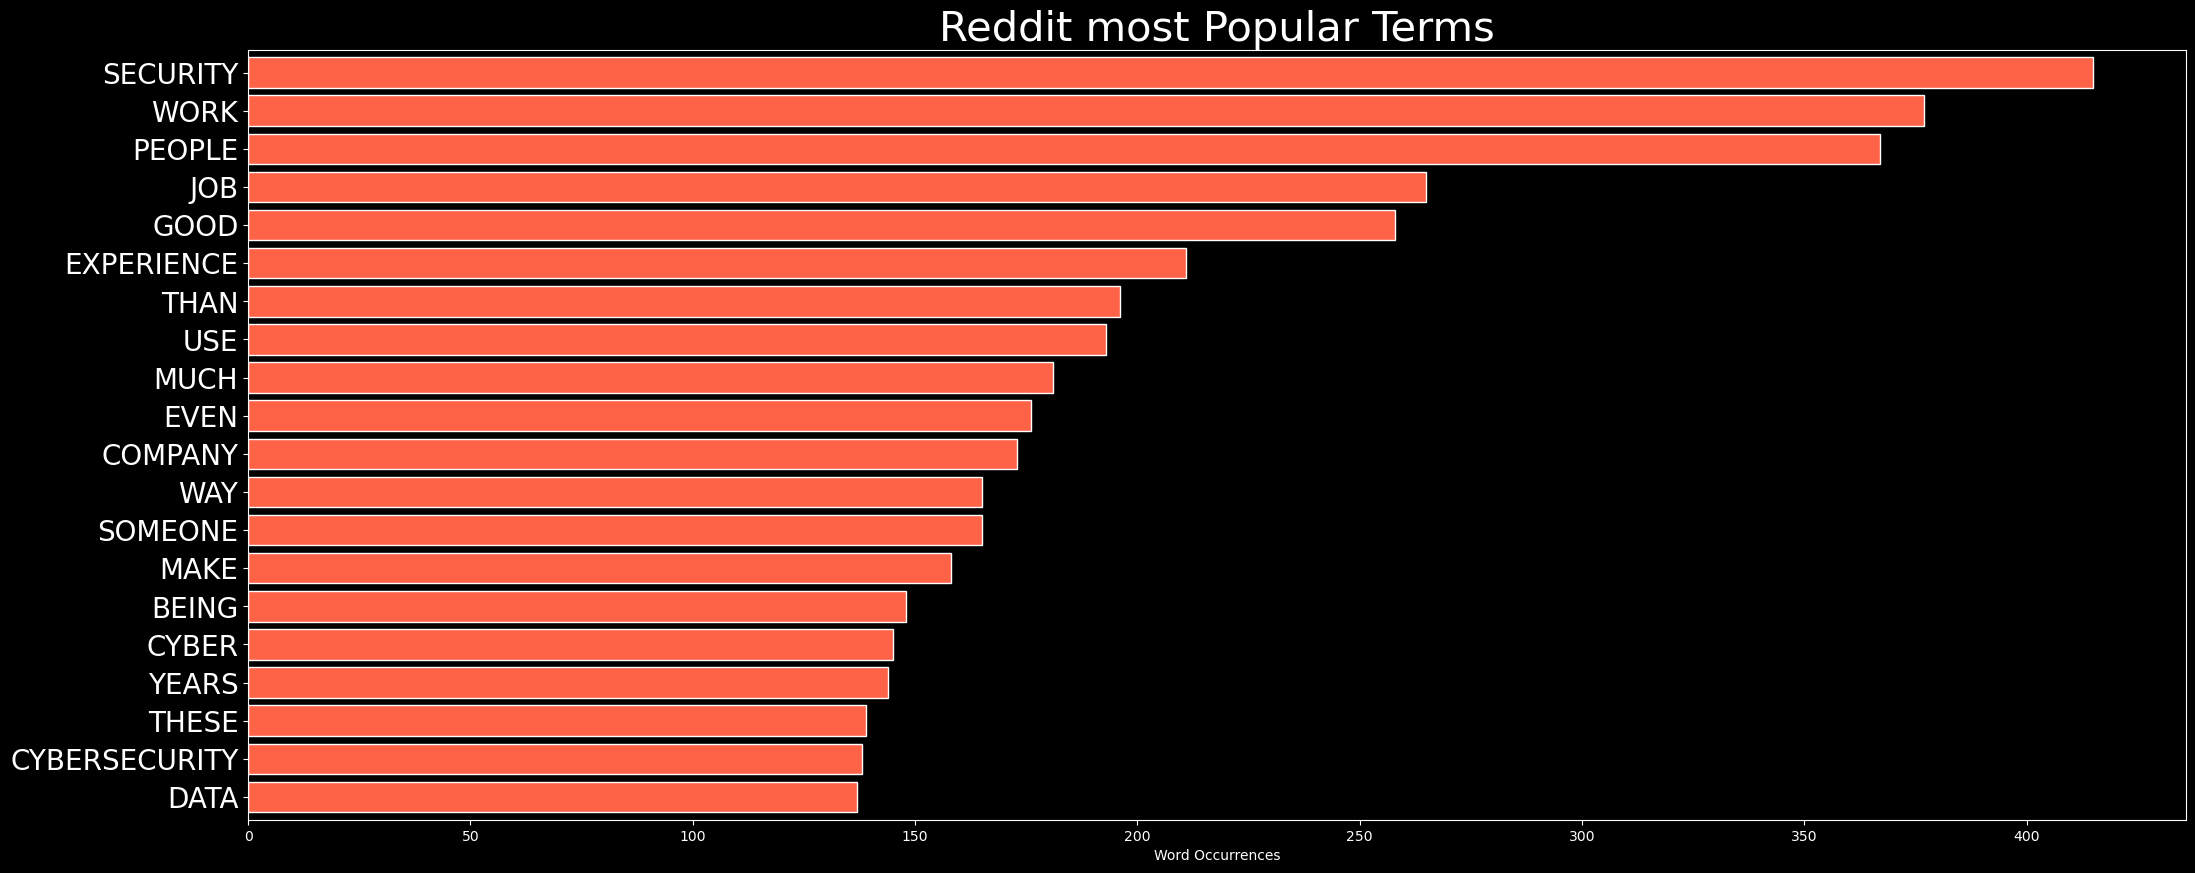 Reddit most Popular Terms
SECURITY
WORK
PEOPLE
JOB
GOOD
EXPERIENCE
THAN
USE
MUCH
EVEN
COMPANY
WAY
SOMEONE
MAKE
BEING
CYBER
YEARS
THESE
CYBERSECURITY
DATA
0 50 100 150 200 250 300 350 400
Word Occurrences